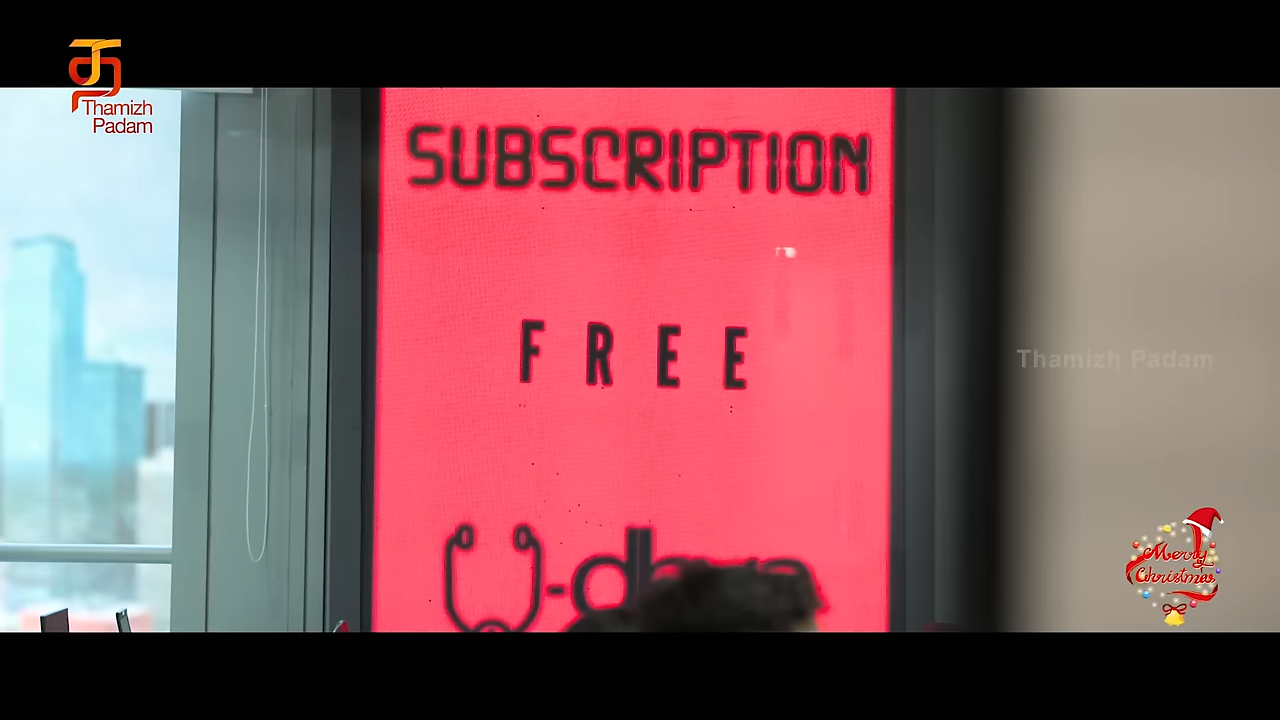 Thamizh
Padam
SUBSCRIPTION
FREE
Thamizh Padam
Merry
Christmas